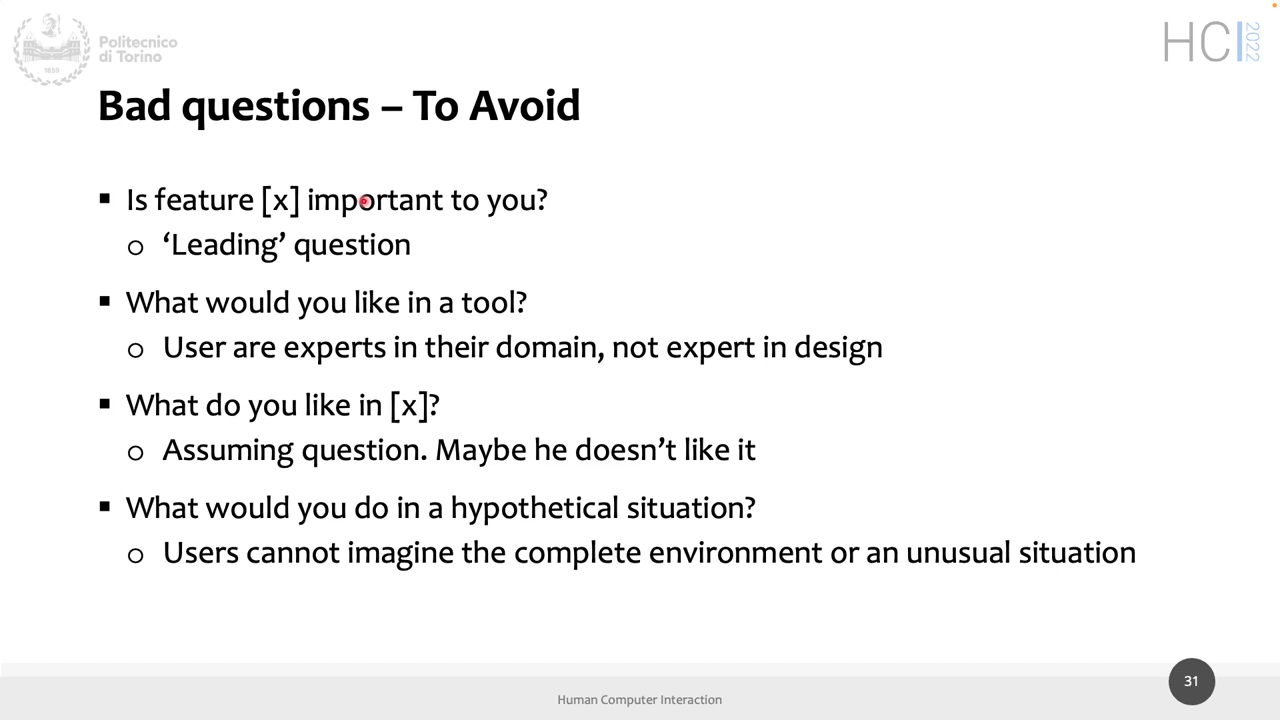 Politecnico
di Torino
1859
HCI 2022
Bad questions – To Avoid
▪ Is feature [x] important to you?
o ‘Leading’ question
▪ What would you like in a tool?
o User are experts in their domain, not expert in design
▪ What do you like in [x]?
o Assuming question. Maybe he doesn’t like it
▪ What would you do in a hypothetical situation?
o Users cannot imagine the complete environment or an unusual situation
Human Computer Interaction
31